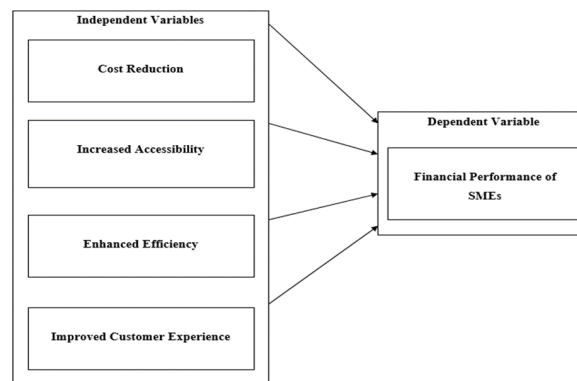 Independent Variables
Cost Reduction
Increased Accessibility
Enhanced Efficiency
Improved Customer Experience
Dependent Variable
Financial Performance of
SMEs